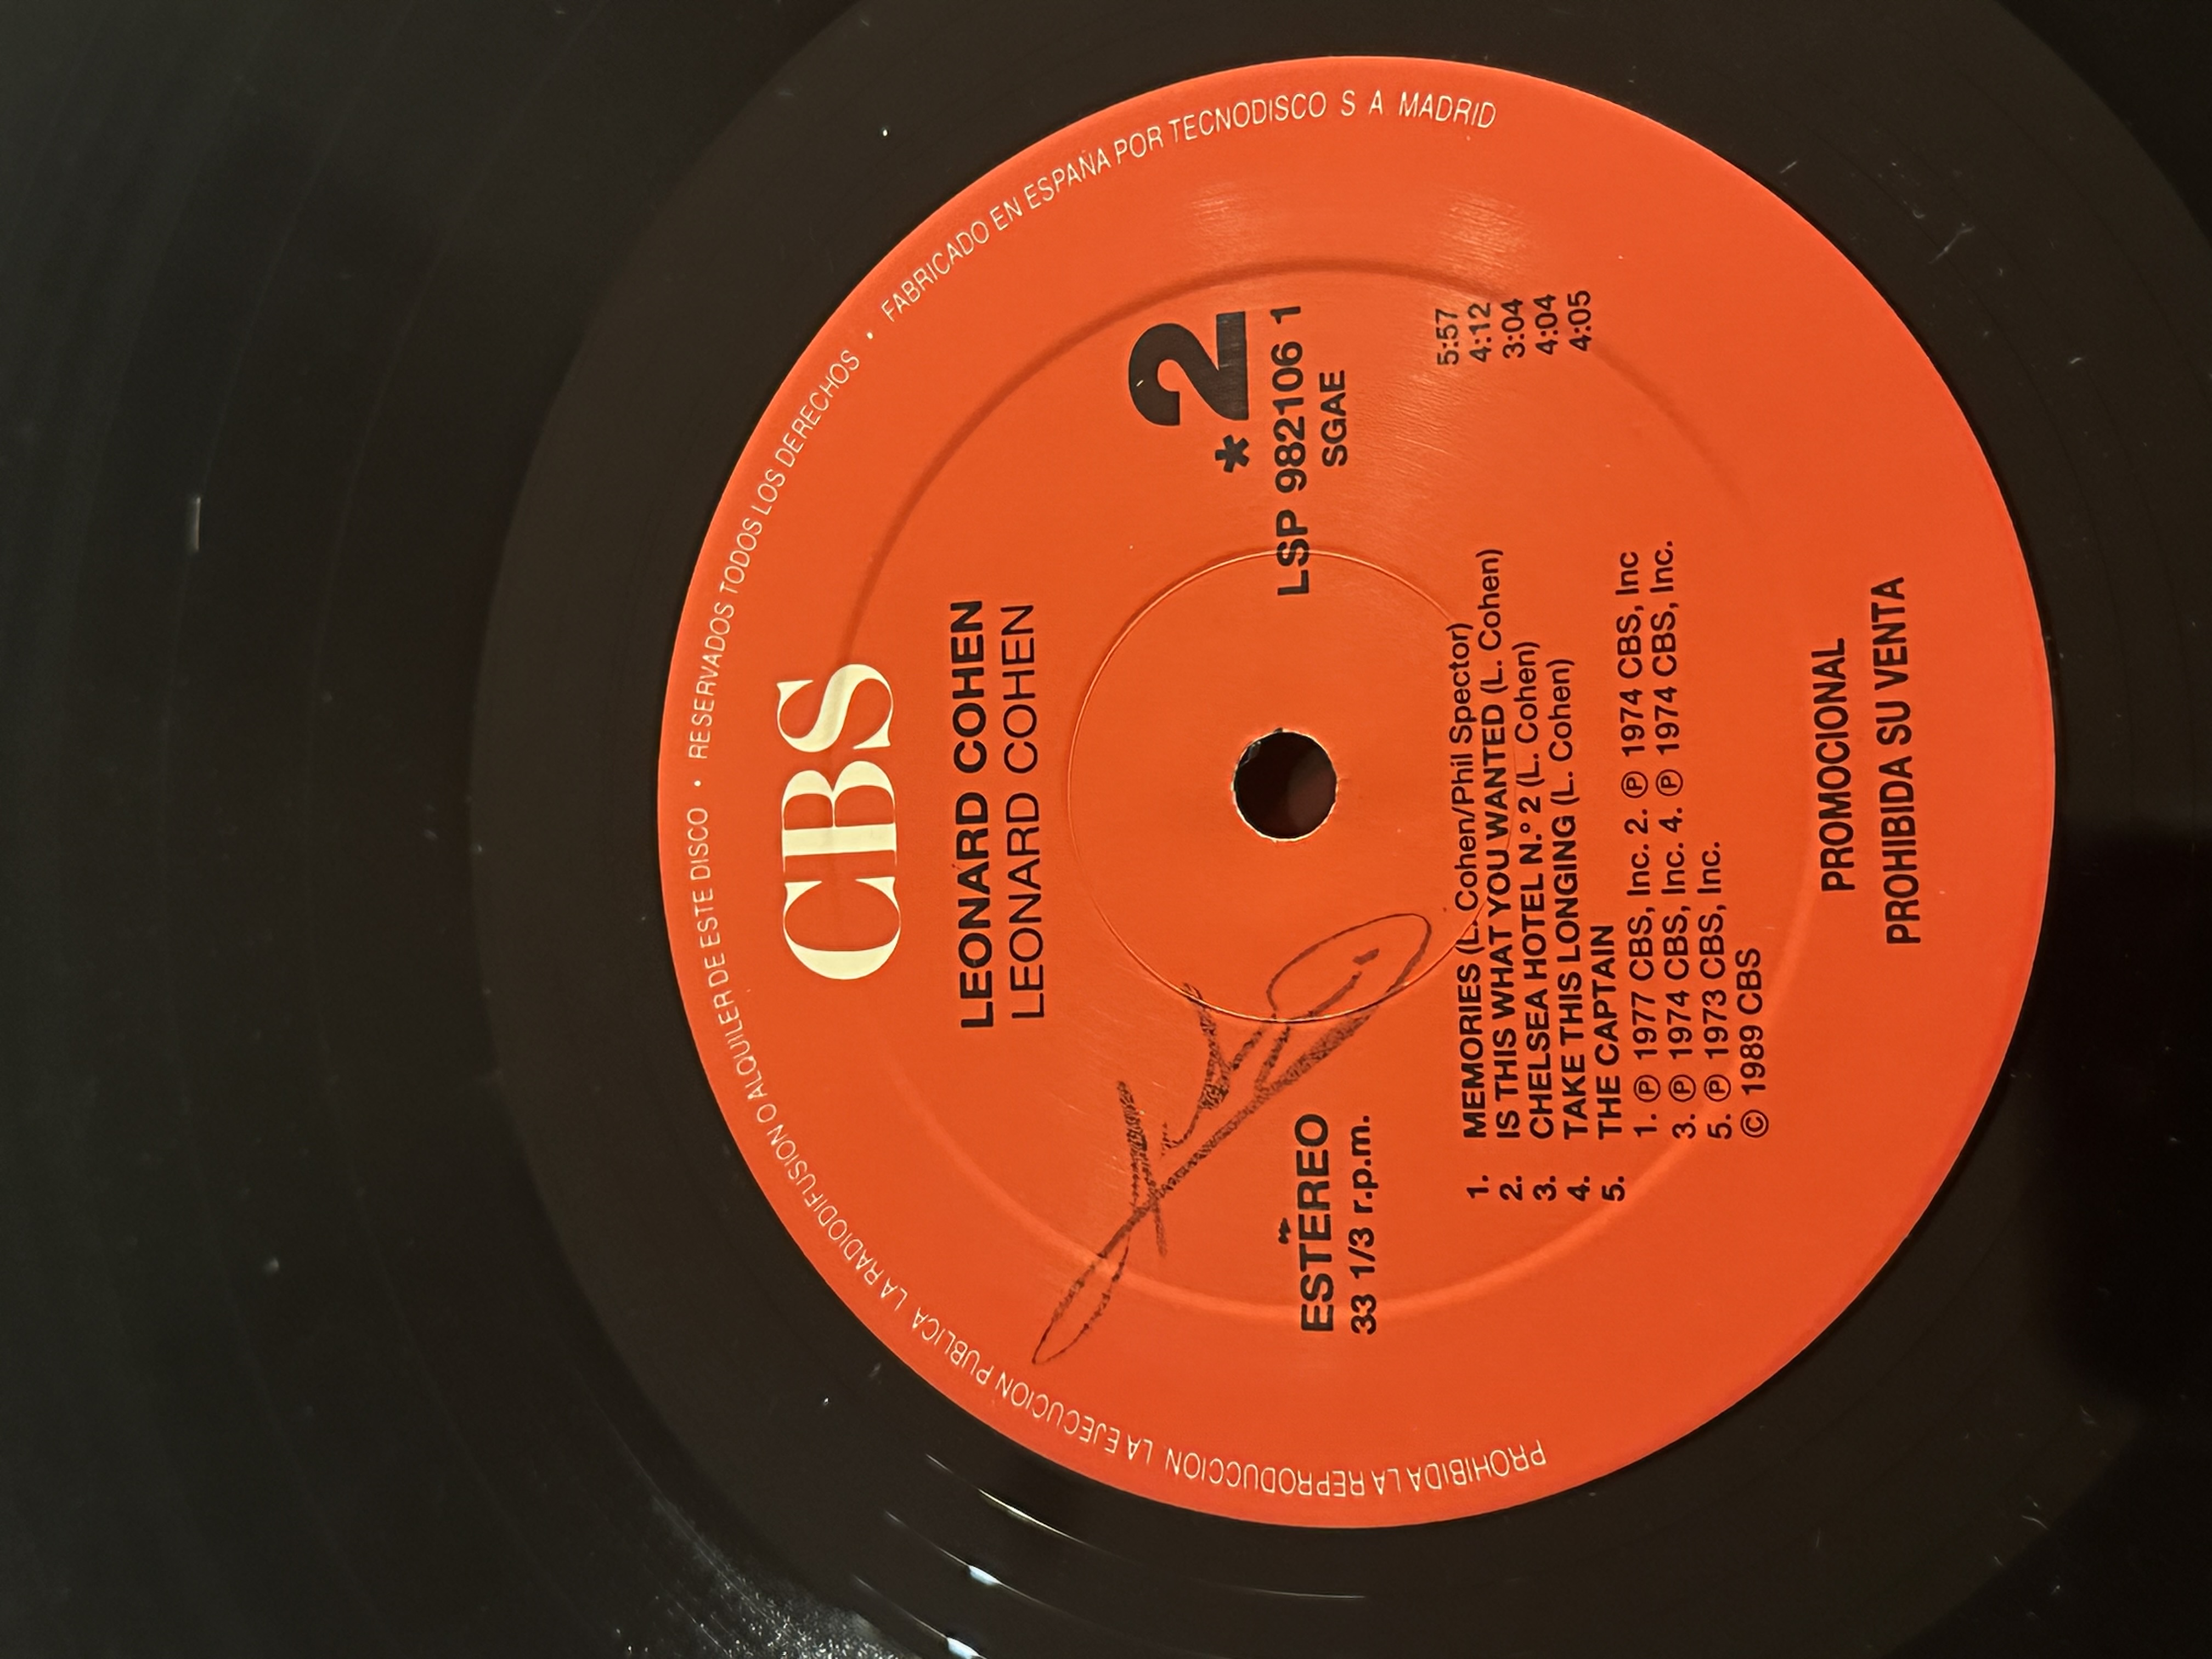 PROHIBIDA LA REPRODUCCION LA EJECUCION PUBLICA LA RADIODIFUSION O ALQUILER DE ESTE DISCO · RESERVADOS TODOS LOS DERECHOS · FABRICADO EN ESPAÑA POR TECNODISCO S A MADRID
CBS
LEONARD COHEN
LEONARD COHEN
ESTÉREO
33 1/3 r.p.m.
*2
LSP 982106 1
SGAE
1. MEMORIES (L. Cohen/Phil Spector) 5:57
2. IS THIS WHAT YOU WANTED (L. Cohen) 4:12
3. CHELSEA HOTEL N.º 2 (L. Cohen) 3:04
4. TAKE THIS LONGING (L. Cohen) 4:04
5. THE CAPTAIN 4:05
1. ℗ 1977 CBS, Inc. 2. ℗ 1974 CBS, Inc
3. ℗ 1974 CBS, Inc. 4. ℗ 1974 CBS, Inc.
5. ℗ 1973 CBS, Inc.
© 1989 CBS
PROMOCIONAL
PROHIBIDA SU VENTA